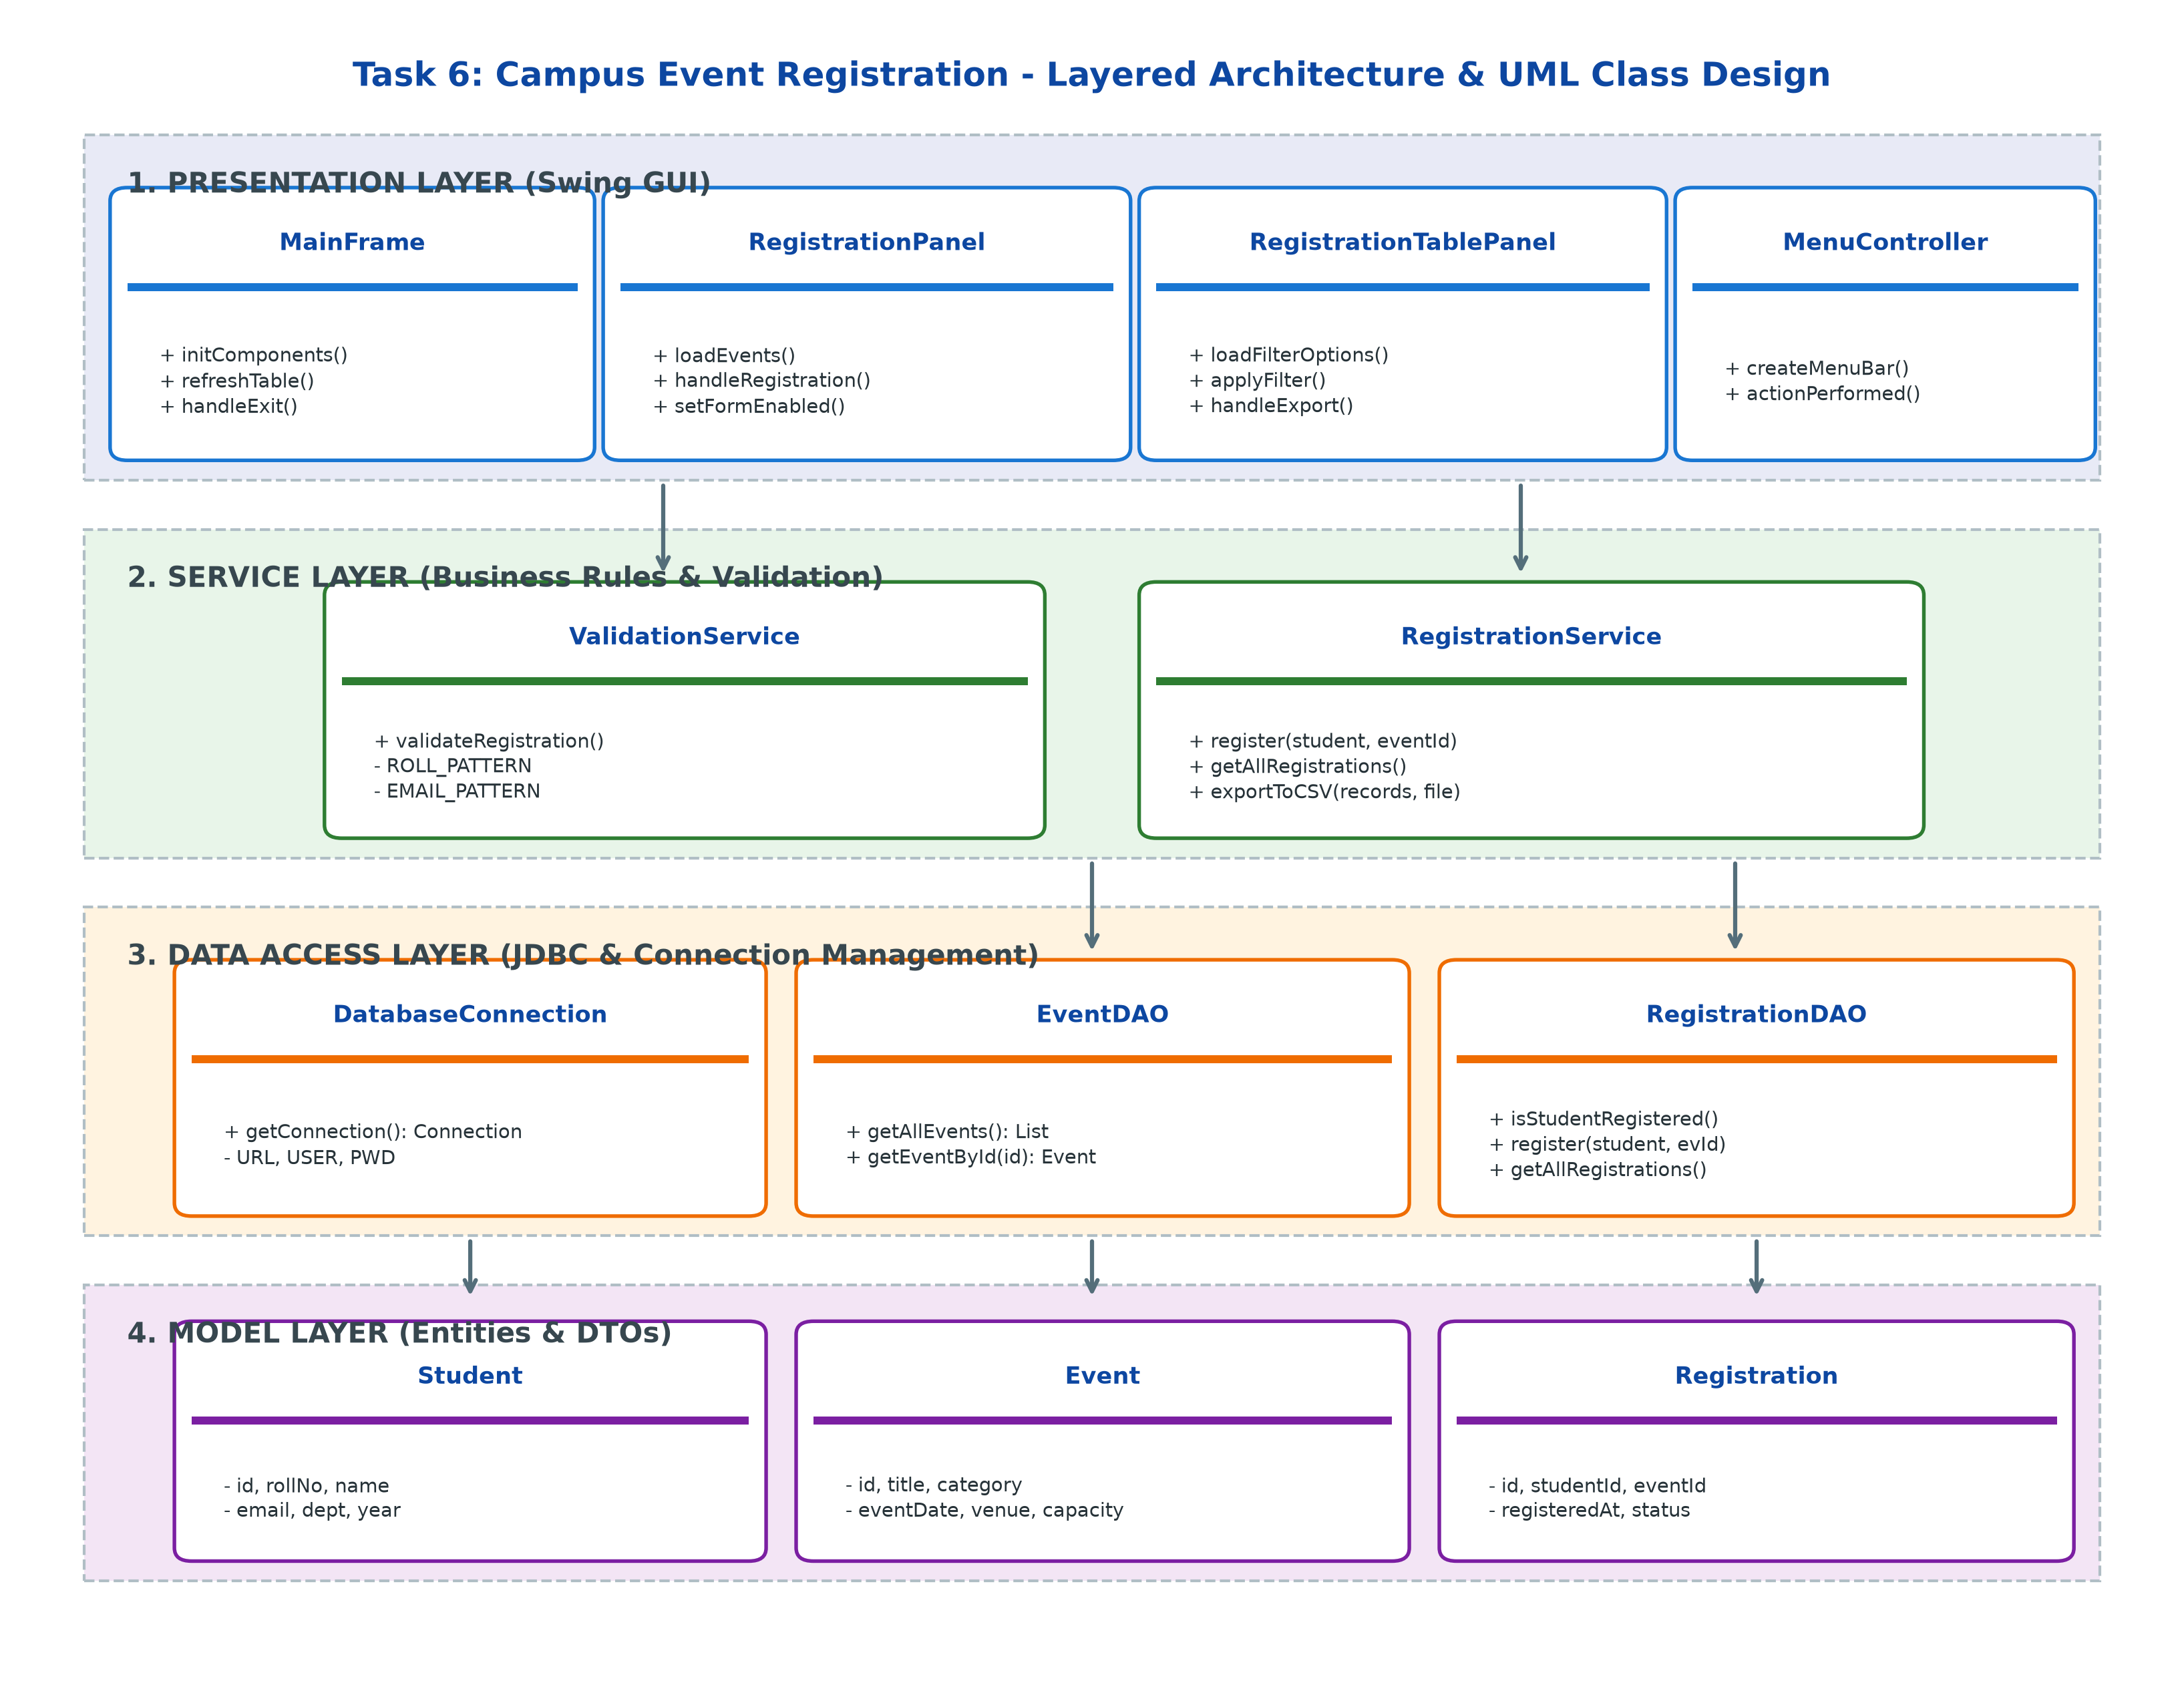 Task 6: Campus Event Registration - Layered Architecture & UML Class Design
1. PRESENTATION LAYER (Swing GUI)
MainFrame
+ initComponents()
+ refreshTable()
+ handleExit()
RegistrationPanel
+ loadEvents()
+ handleRegistration()
+ setFormEnabled()
RegistrationTablePanel
+ loadFilterOptions()
+ applyFilter()
+ handleExport()
MenuController
+ createMenuBar()
+ actionPerformed()
2. SERVICE LAYER (Business Rules & Validation)
ValidationService
+ validateRegistration()
- ROLL_PATTERN
- EMAIL_PATTERN
RegistrationService
+ register(student, eventId)
+ getAllRegistrations()
+ exportToCSV(records, file)
3. DATA ACCESS LAYER (JDBC & Connection Management)
DatabaseConnection
+ getConnection(): Connection
- URL, USER, PWD
EventDAO
+ getAllEvents(): List
+ getEventById(id): Event
RegistrationDAO
+ isStudentRegistered()
+ register(student, evId)
+ getAllRegistrations()
4. MODEL LAYER (Entities & DTOs)
Student
- id, rollNo, name
- email, dept, year
Event
- id, title, category
- eventDate, venue, capacity
Registration
- id, studentId, eventId
- registeredAt, status